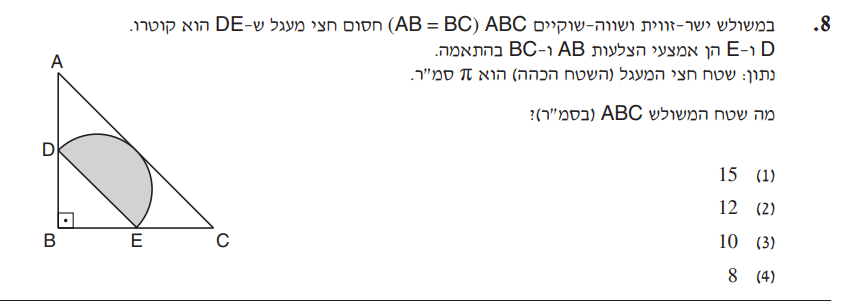 8. במשולש ישר-זווית ושווה-שוקיים ABC (AB = BC) חסום חצי מעגל ש-DE הוא קוטרו.
D ו-E הן אמצעי הצלעות AB ו-BC בהתאמה.
נתון: שטח חצי המעגל (השטח הכהה) הוא π סמ"ר.
מה שטח המשולש ABC (בסמ"ר)?
(1) 15
(2) 12
(3) 10
(4) 8
A
D
B
E
C